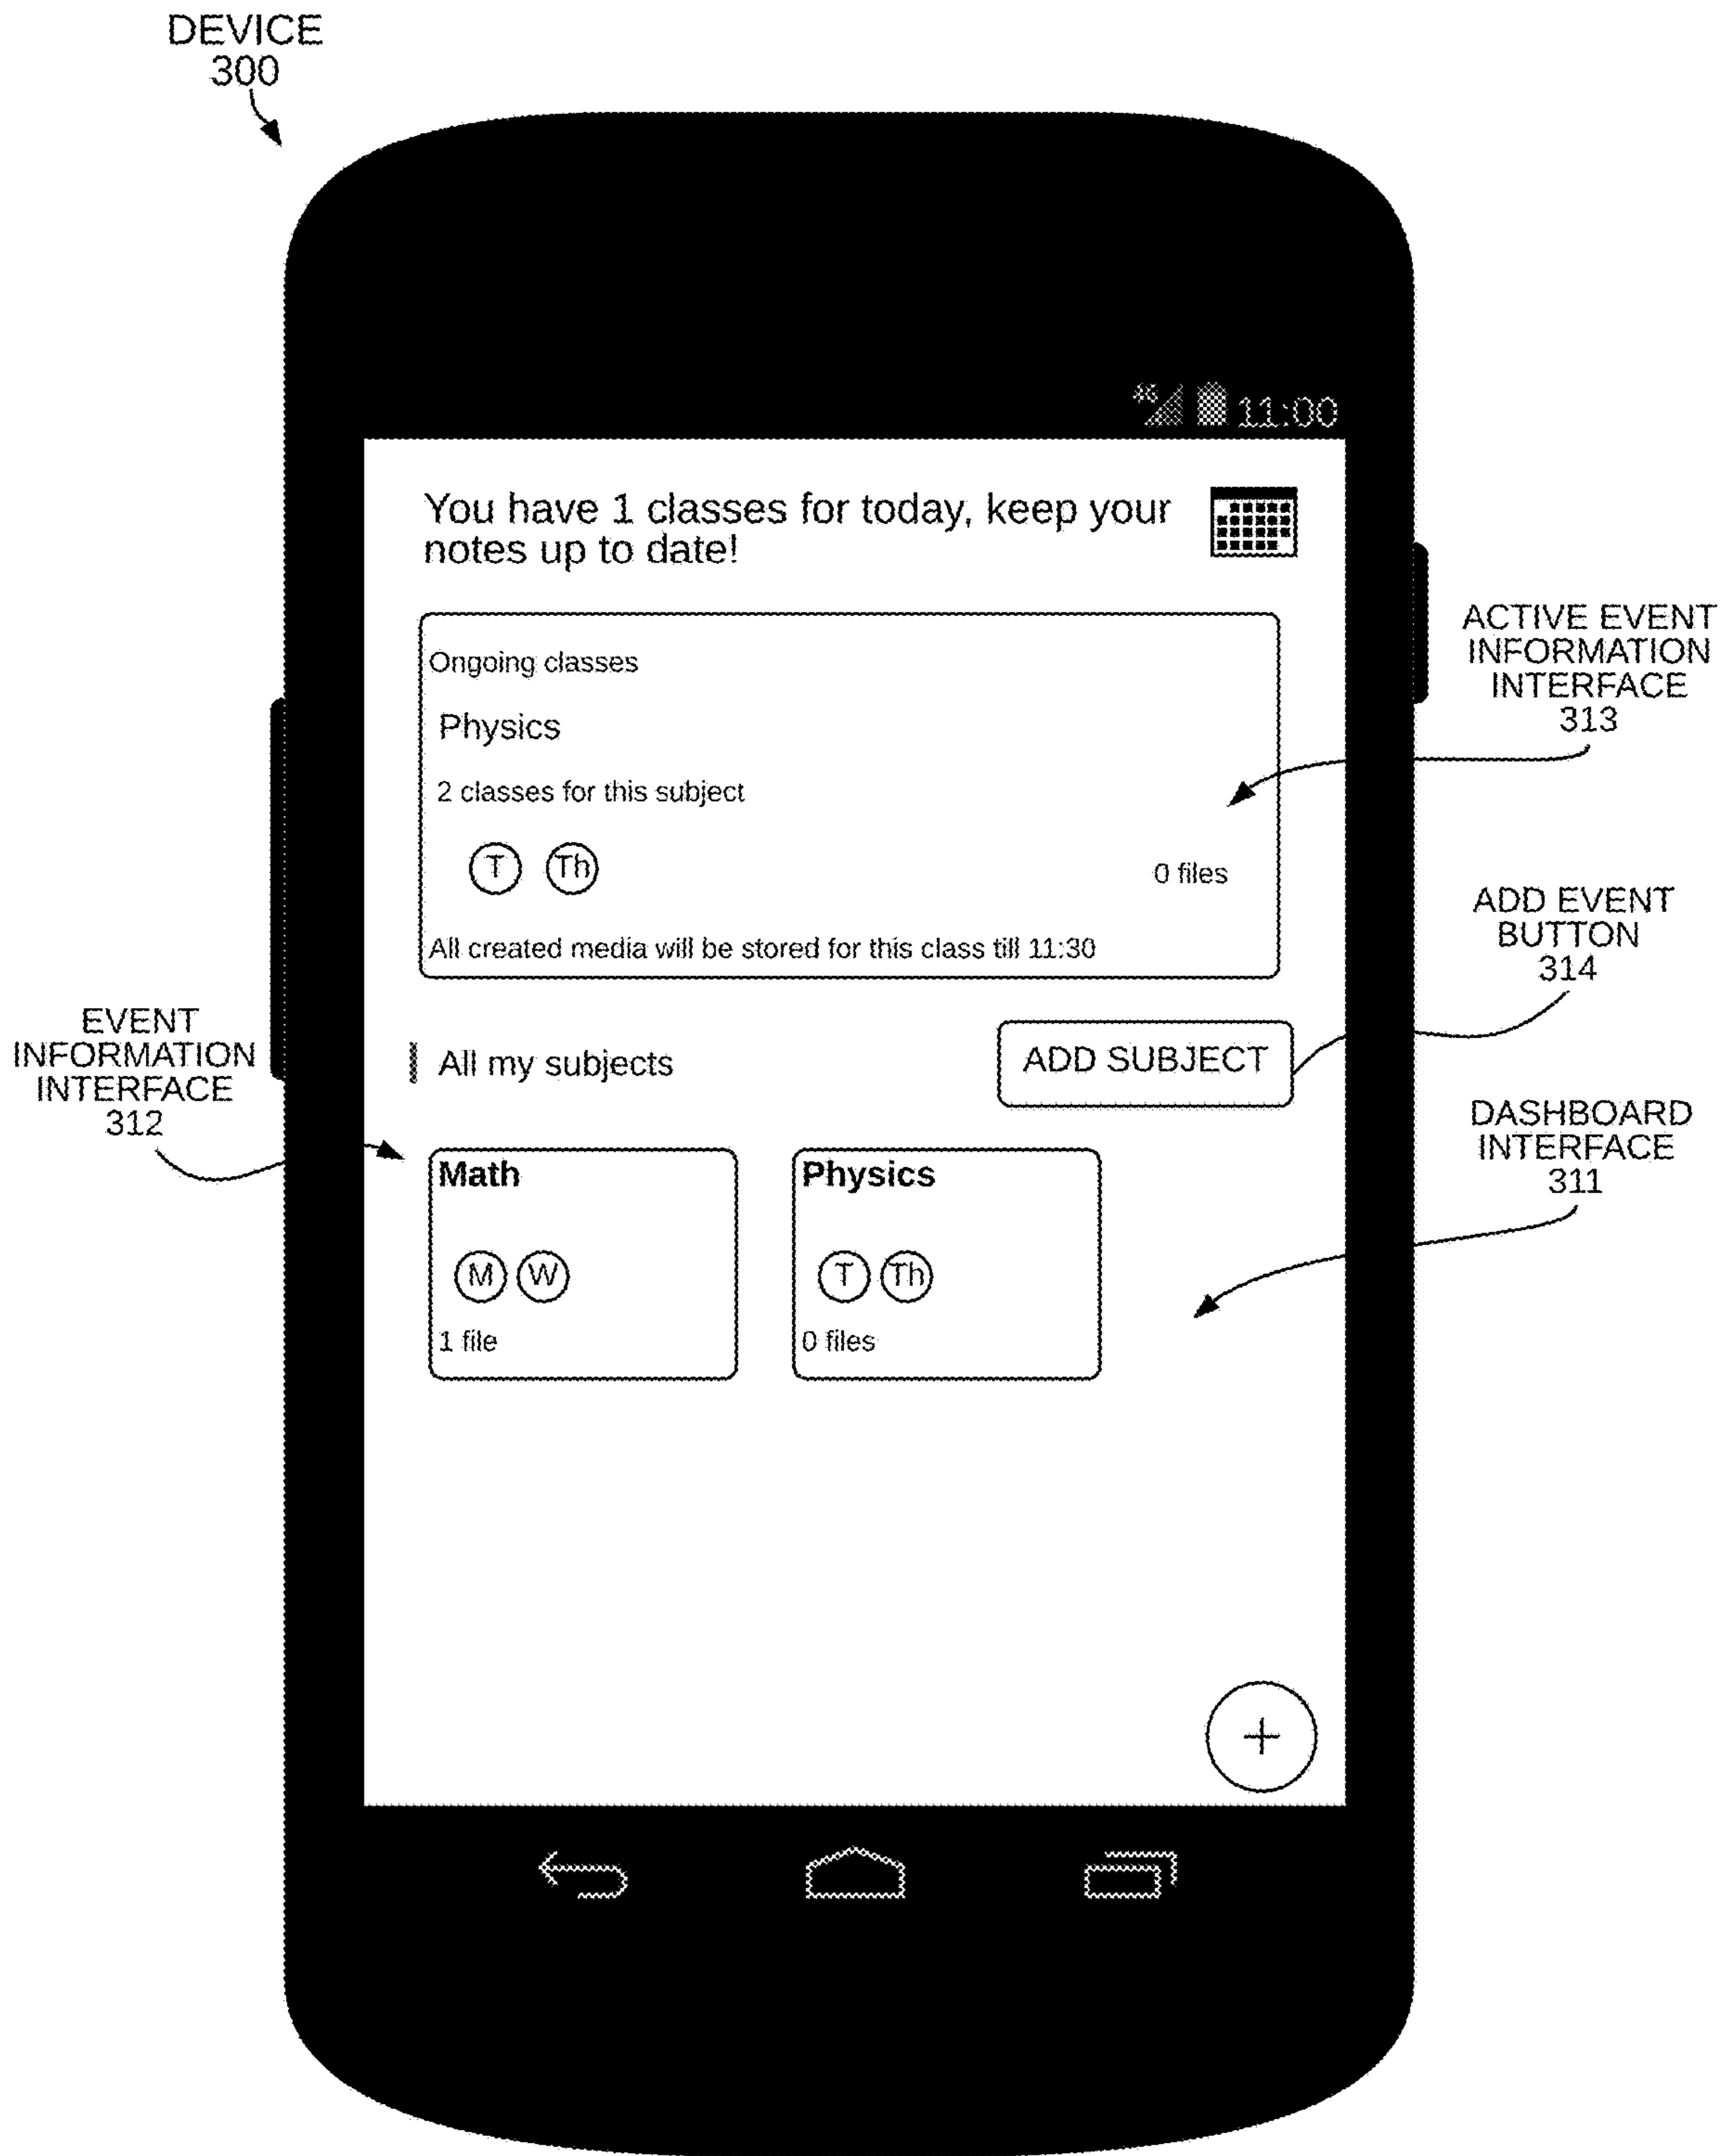 DEVICE
300
4G 11:00
You have 1 classes for today, keep your
notes up to date!
Ongoing classes
Physics
2 classes for this subject
T Th
0 files
All created media will be stored for this class till 11:30
ACTIVE EVENT
INFORMATION
INTERFACE
313
ADD EVENT
BUTTON
314
EVENT
INFORMATION
INTERFACE
312
All my subjects
ADD SUBJECT
DASHBOARD
INTERFACE
311
Math
M W
1 file
Physics
T Th
0 files
+